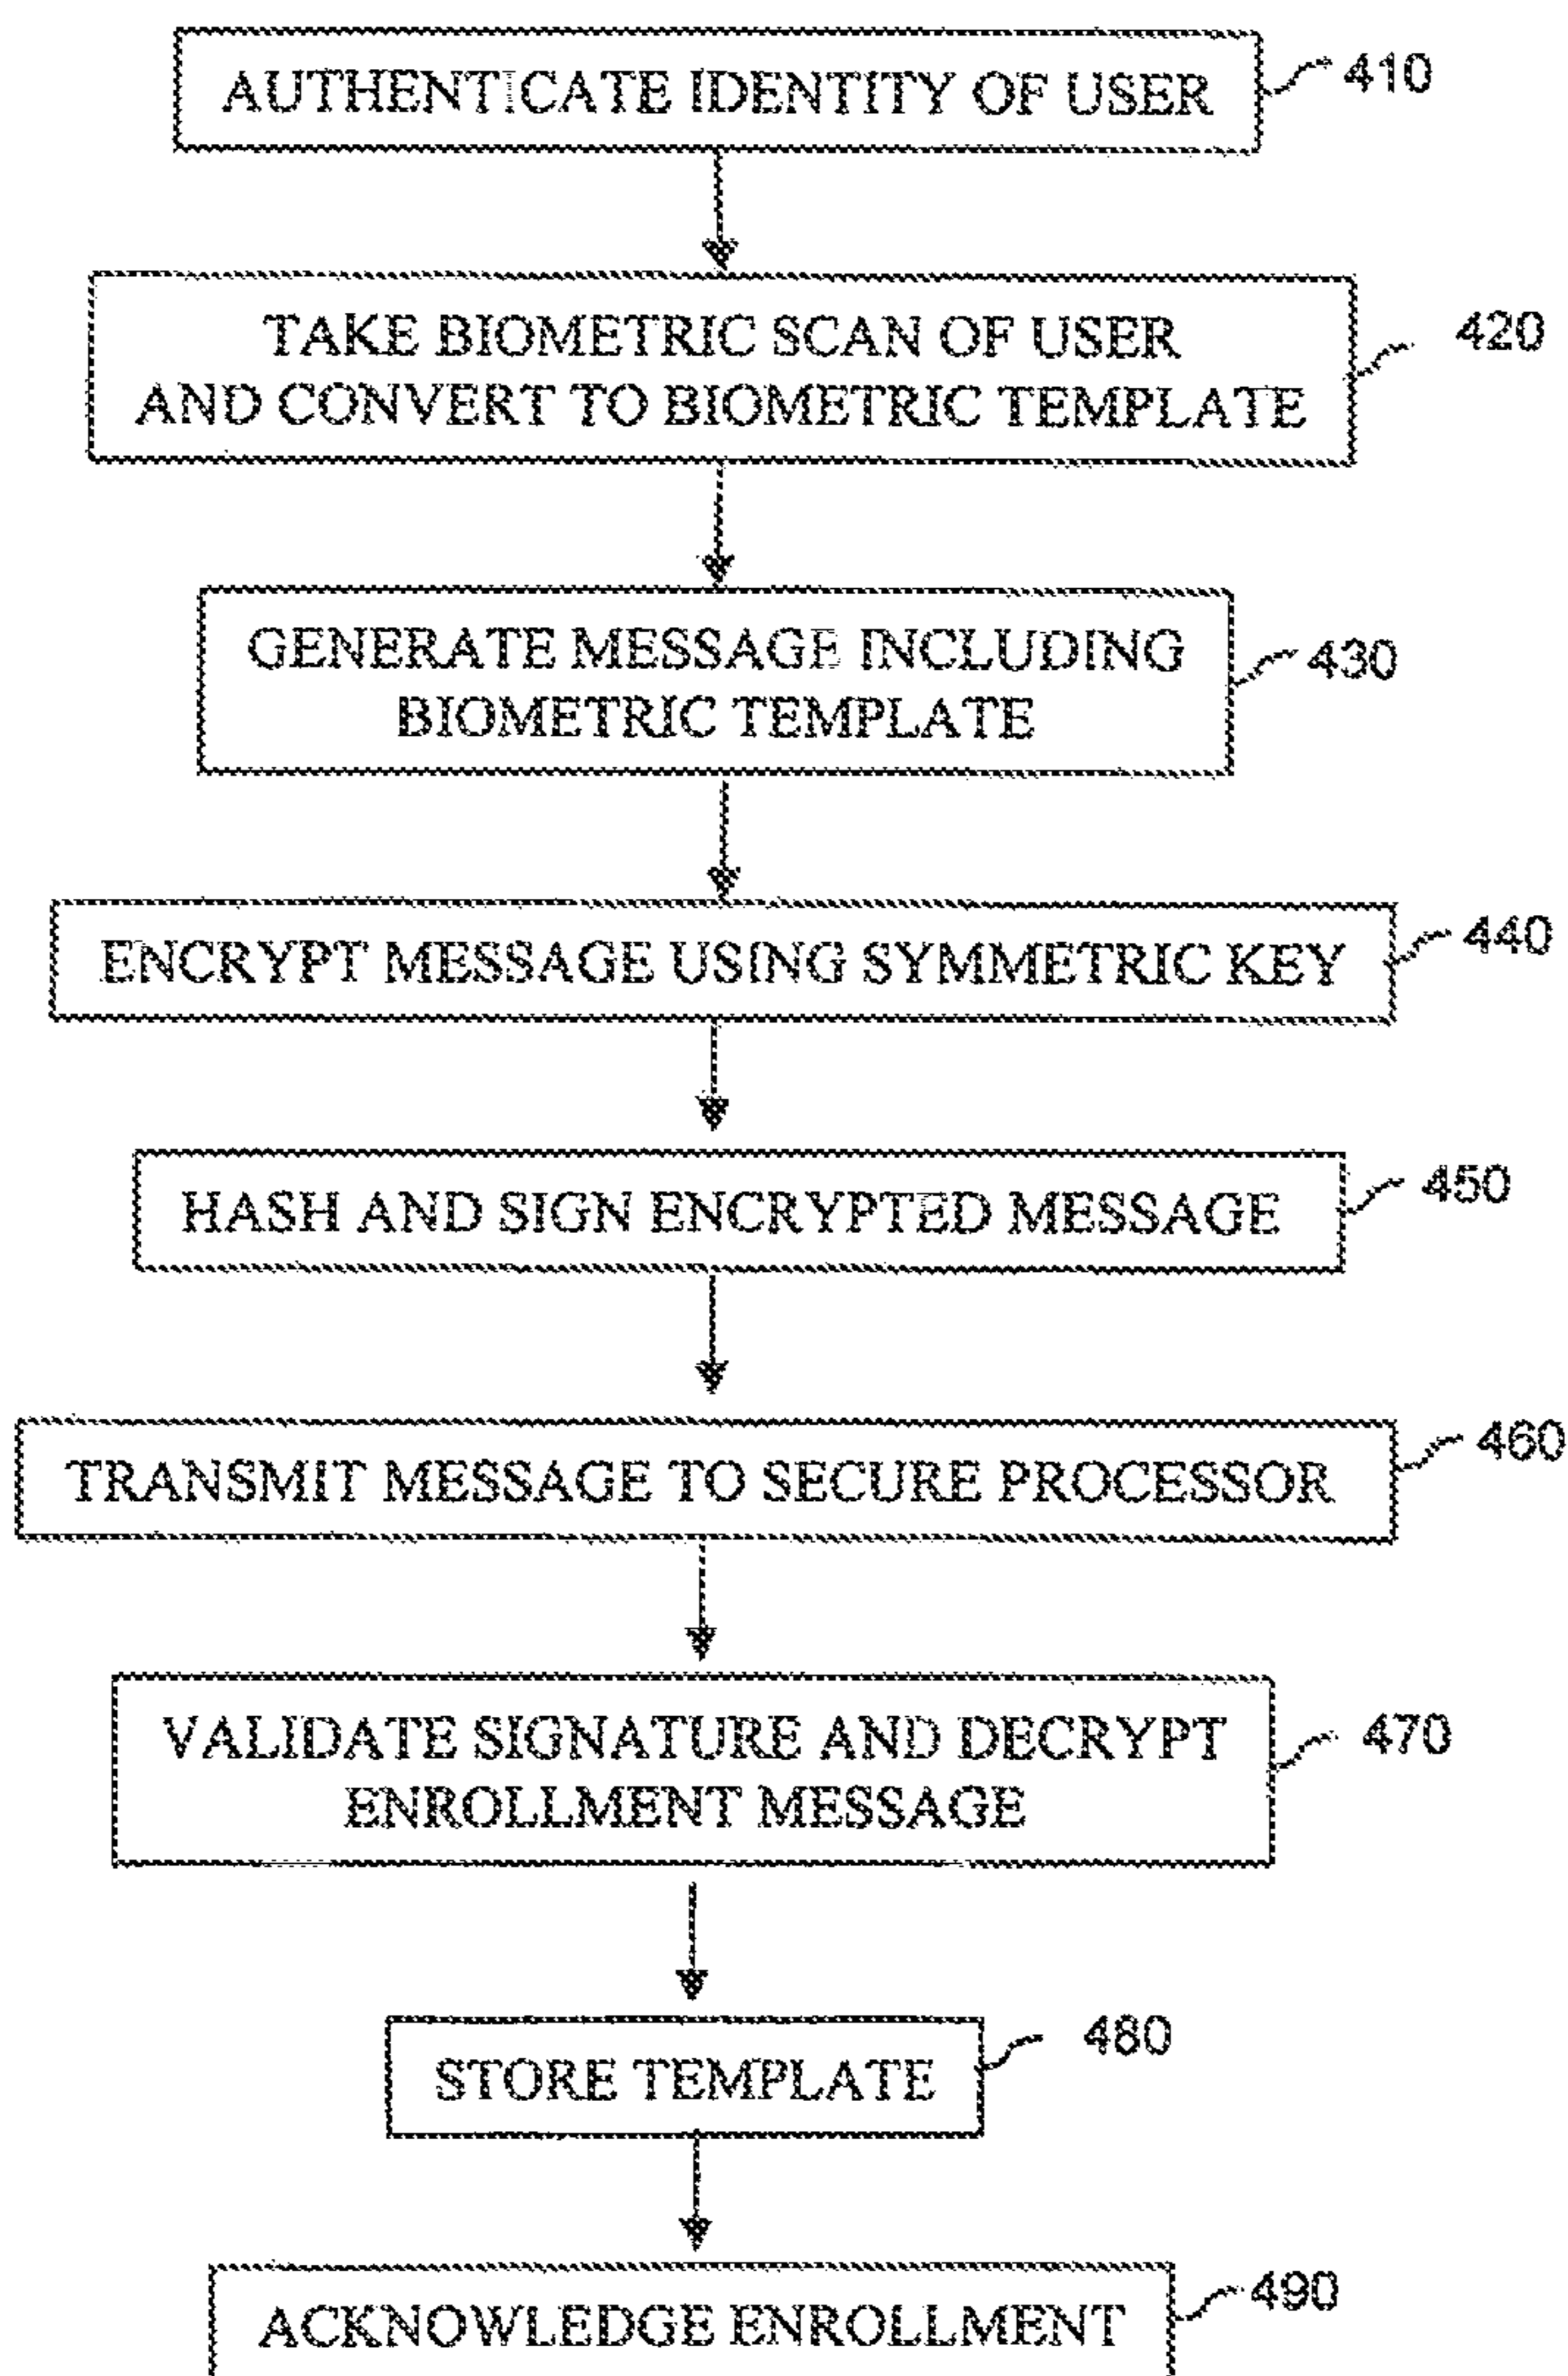 AUTHENTICATE IDENTITY OF USER
410
TAKE BIOMETRIC SCAN OF USER
AND CONVERT TO BIOMETRIC TEMPLATE
420
GENERATE MESSAGE INCLUDING
BIOMETRIC TEMPLATE
430
ENCRYPT MESSAGE USING SYMMETRIC KEY
440
HASH AND SIGN ENCRYPTED MESSAGE
450
TRANSMIT MESSAGE TO SECURE PROCESSOR
460
VALIDATE SIGNATURE AND DECRYPT
ENROLLMENT MESSAGE
470
STORE TEMPLATE
480
ACKNOWLEDGE ENROLLMENT
490